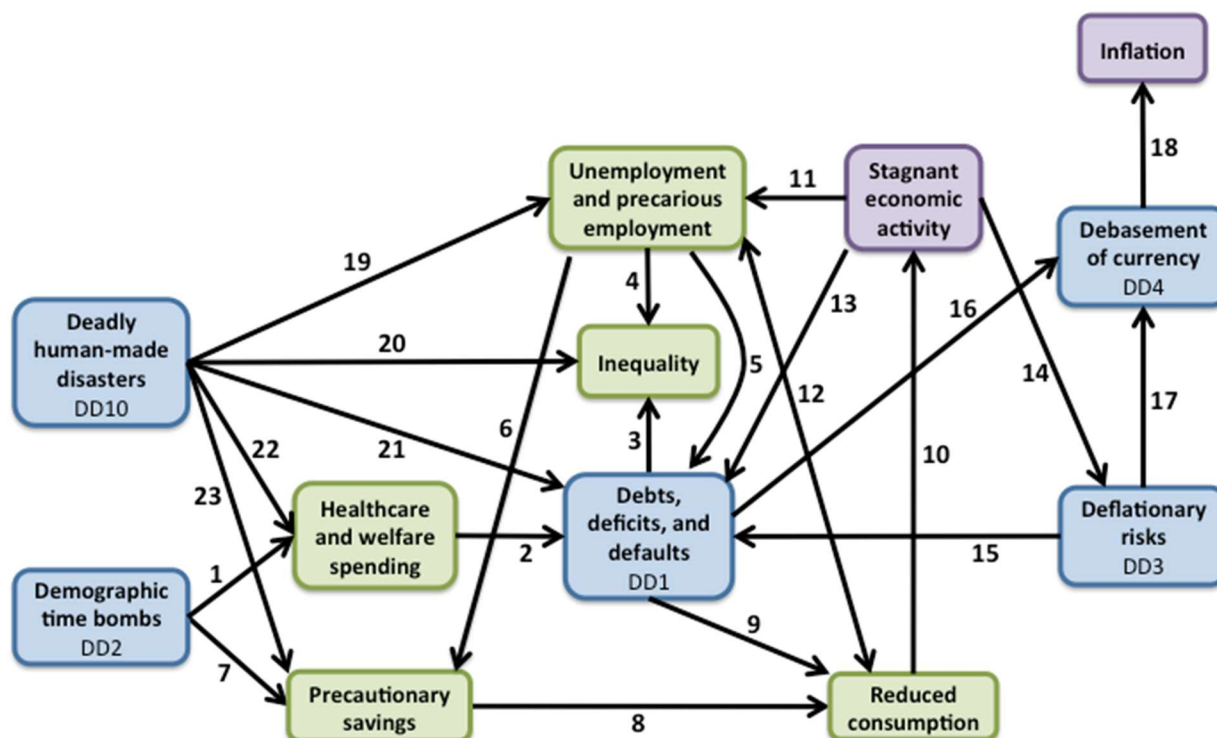 Inflation
18
Unemployment
and precarious
employment
11
Stagnant
economic
activity
Debasement
of currency
DD4
19
4
13
16
Deadly
human-made
disasters
DD10
20
Inequality
5
12
14
17
6
22
21
3
10
23
Healthcare
and welfare
spending
2
Debts,
deficits, and
defaults
DD1
15
Deflationary
risks
DD3
1
Demographic
time bombs
DD2
9
7
Precautionary
savings
8
Reduced
consumption